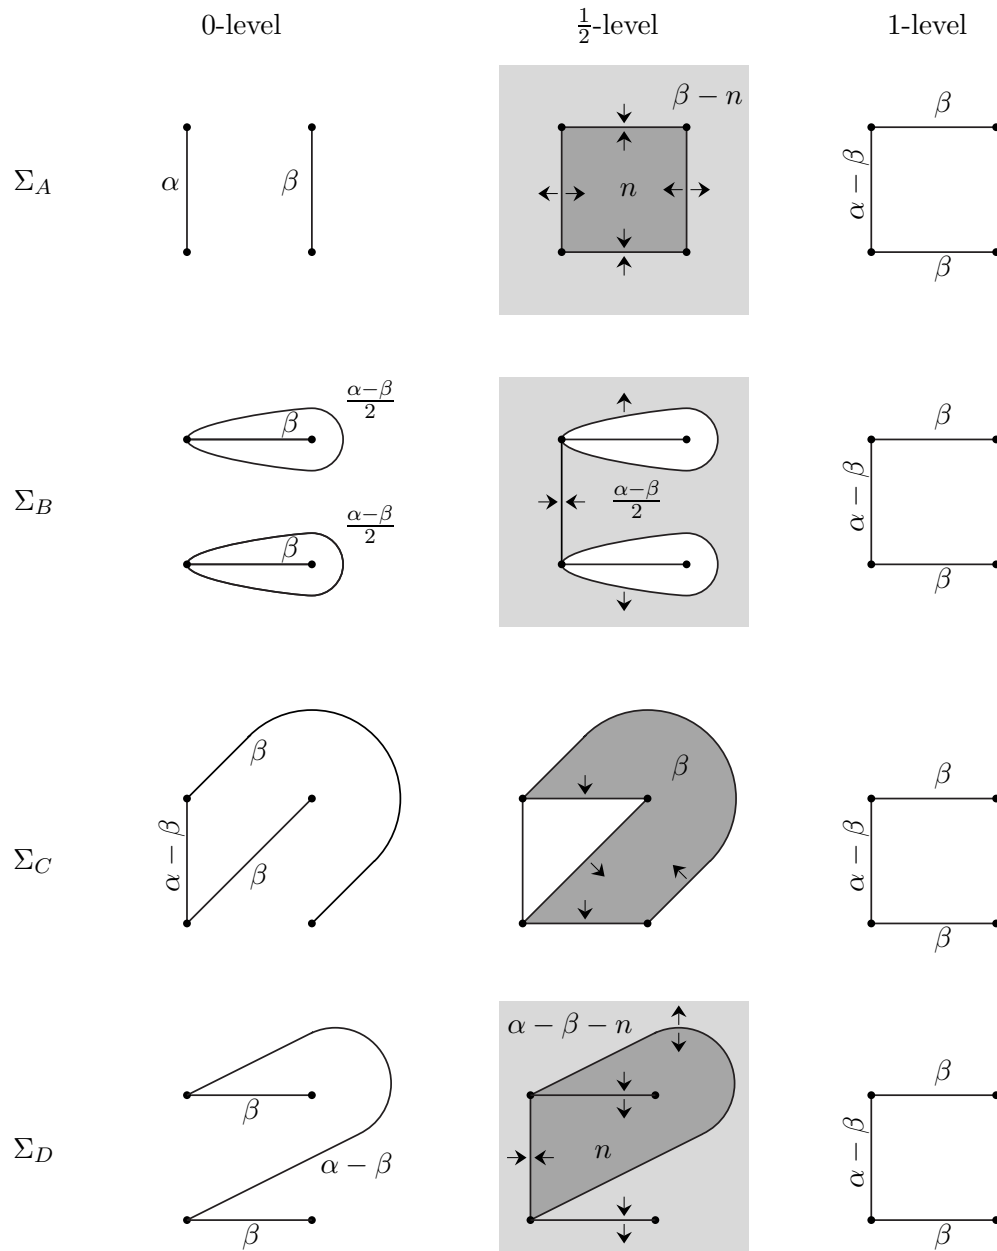 0-level ½-level 1-level
Σ_A α β β − n n β α − β β
Σ_B β (α−β)/2 β (α−β)/2 (α−β)/2 β α − β β
Σ_C β α − β β β β α − β β
Σ_D β α − β β α − β − n n β α − β β